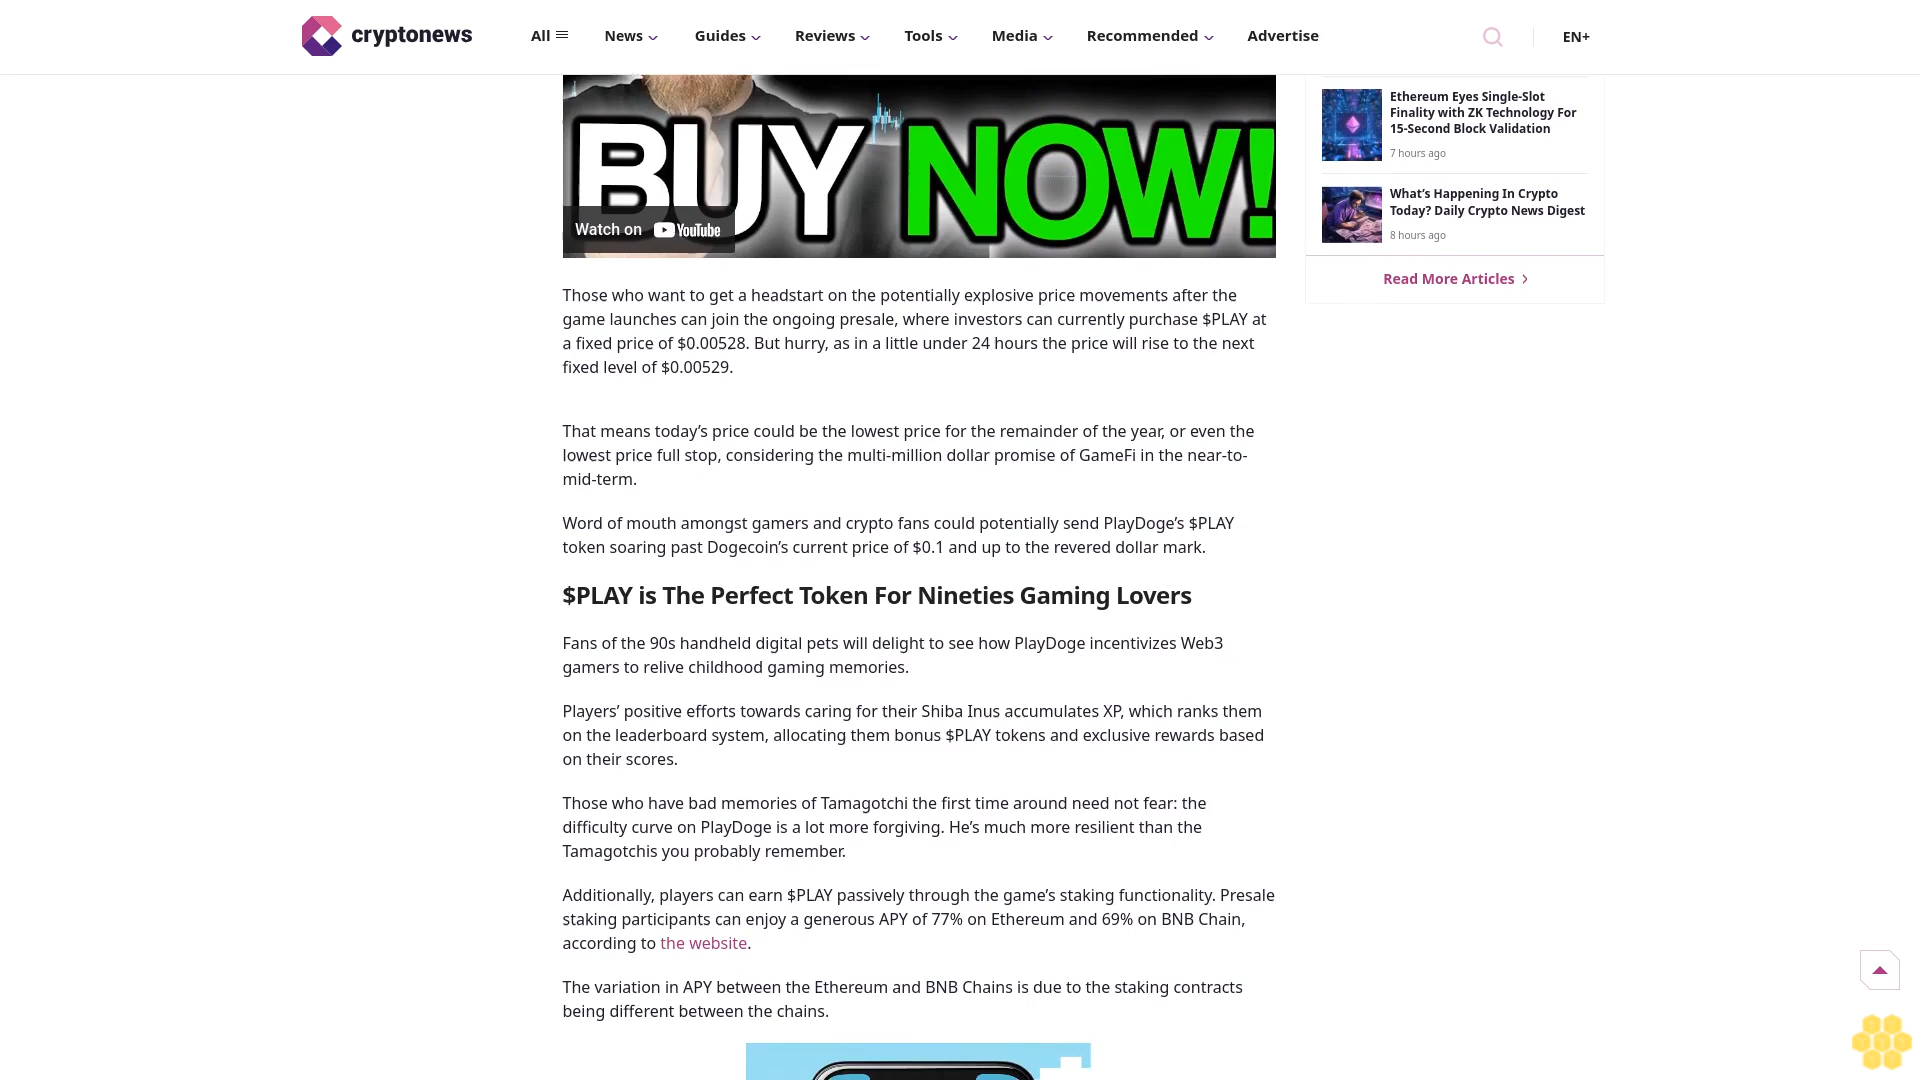 cryptonews
All
News
Guides
Reviews
Tools
Media
Recommended
Advertise
EN+
BUY NOW!
Watch on YouTube
Those who want to get a headstart on the potentially explosive price movements after the
game launches can join the ongoing presale, where investors can currently purchase $PLAY at
a fixed price of $0.00528. But hurry, as in a little under 24 hours the price will rise to the next
fixed level of $0.00529.
That means today’s price could be the lowest price for the remainder of the year, or even the
lowest price full stop, considering the multi-million dollar promise of GameFi in the near-to-
mid-term.
Word of mouth amongst gamers and crypto fans could potentially send PlayDoge’s $PLAY
token soaring past Dogecoin’s current price of $0.1 and up to the revered dollar mark.
$PLAY is The Perfect Token For Nineties Gaming Lovers
Fans of the 90s handheld digital pets will delight to see how PlayDoge incentivizes Web3
gamers to relive childhood gaming memories.
Players’ positive efforts towards caring for their Shiba Inus accumulates XP, which ranks them
on the leaderboard system, allocating them bonus $PLAY tokens and exclusive rewards based
on their scores.
Those who have bad memories of Tamagotchi the first time around need not fear: the
difficulty curve on PlayDoge is a lot more forgiving. He’s much more resilient than the
Tamagotchis you probably remember.
Additionally, players can earn $PLAY passively through the game’s staking functionality. Presale
staking participants can enjoy a generous APY of 77% on Ethereum and 69% on BNB Chain,
according to the website.
The variation in APY between the Ethereum and BNB Chains is due to the staking contracts
being different between the chains.
Ethereum Eyes Single-Slot
Finality with ZK Technology For
15-Second Block Validation
7 hours ago
What’s Happening In Crypto
Today? Daily Crypto News Digest
8 hours ago
Read More Articles